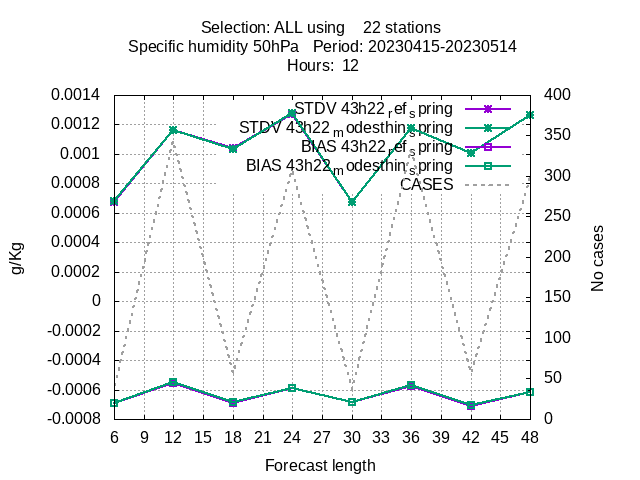 Selection: ALL using    22 stations
Specific humidity 50hPa   Period: 20230415-20230514
Hours:  12
0.0014
0.0012
0.001
0.0008
0.0006
0.0004
0.0002
0
-0.0002
-0.0004
-0.0006
-0.0008
g/Kg
STDV 43h22_ref_spring
STDV 43h22_modesthin_spring
BIAS 43h22_ref_spring
BIAS 43h22_modesthin_spring
CASES
400
350
300
250
200
150
100
50
0
No cases
6 9 12 15 18 21 24 27 30 33 36 39 42 45 48
Forecast length